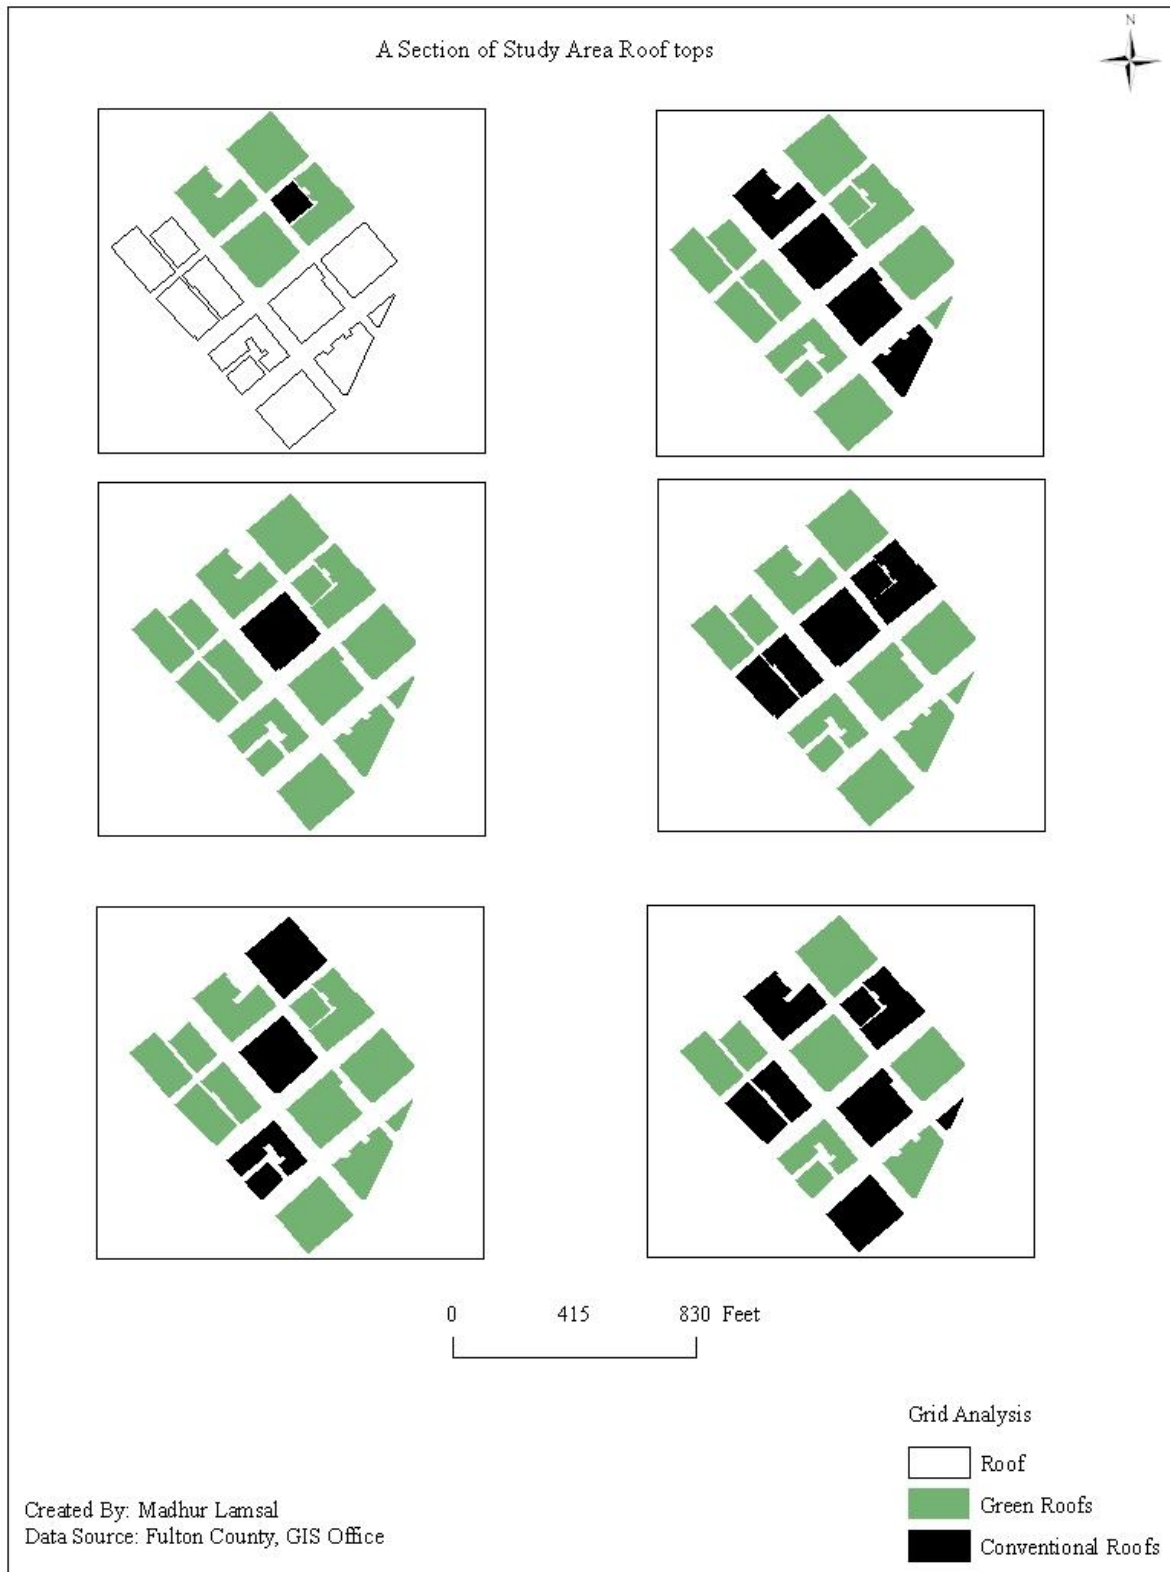 N
A Section of Study Area Roof tops
0 415 830 Feet
Grid Analysis
Roof
Green Roofs
Conventional Roofs
Created By: Madhur Lamsal
Data Source: Fulton County, GIS Office